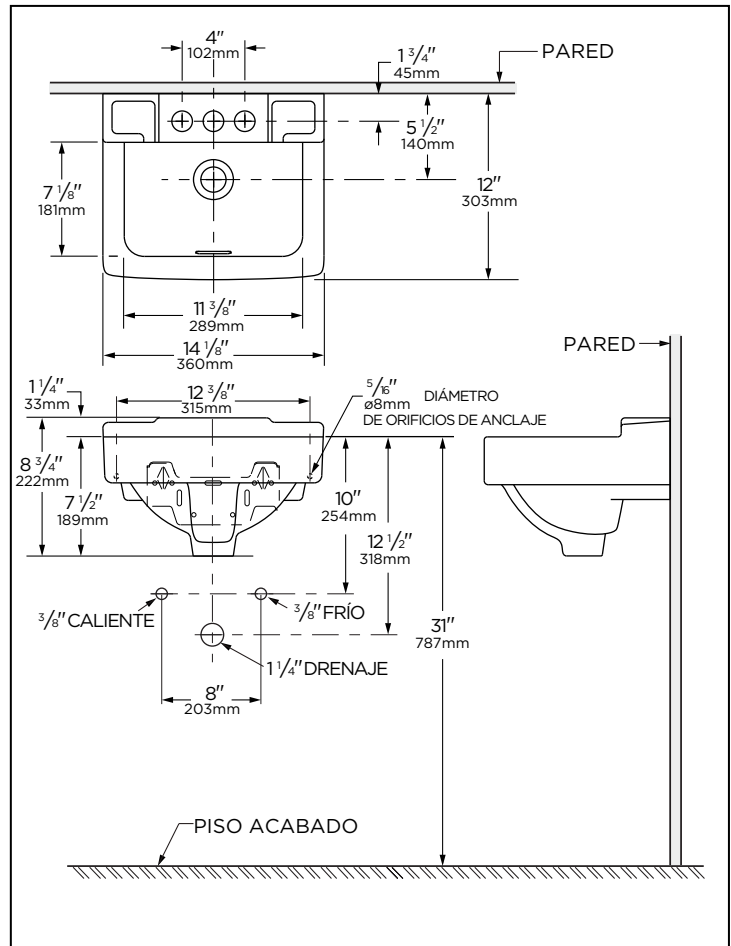 4"
102mm
1 3/4"
45mm
PARED
5 1/2"
140mm
7 1/8"
181mm
12"
303mm
11 3/8"
289mm
14 1/8"
360mm
PARED
1 1/4"
33mm
12 3/8"
315mm
5/16"
ø8mm
DIÁMETRO
DE ORIFICIOS DE ANCLAJE
8 3/4"
222mm
7 1/2"
189mm
10"
254mm
12 1/2"
318mm
3/8" CALIENTE
3/8" FRÍO
31"
787mm
1 1/4" DRENAJE
8"
203mm
PISO ACABADO